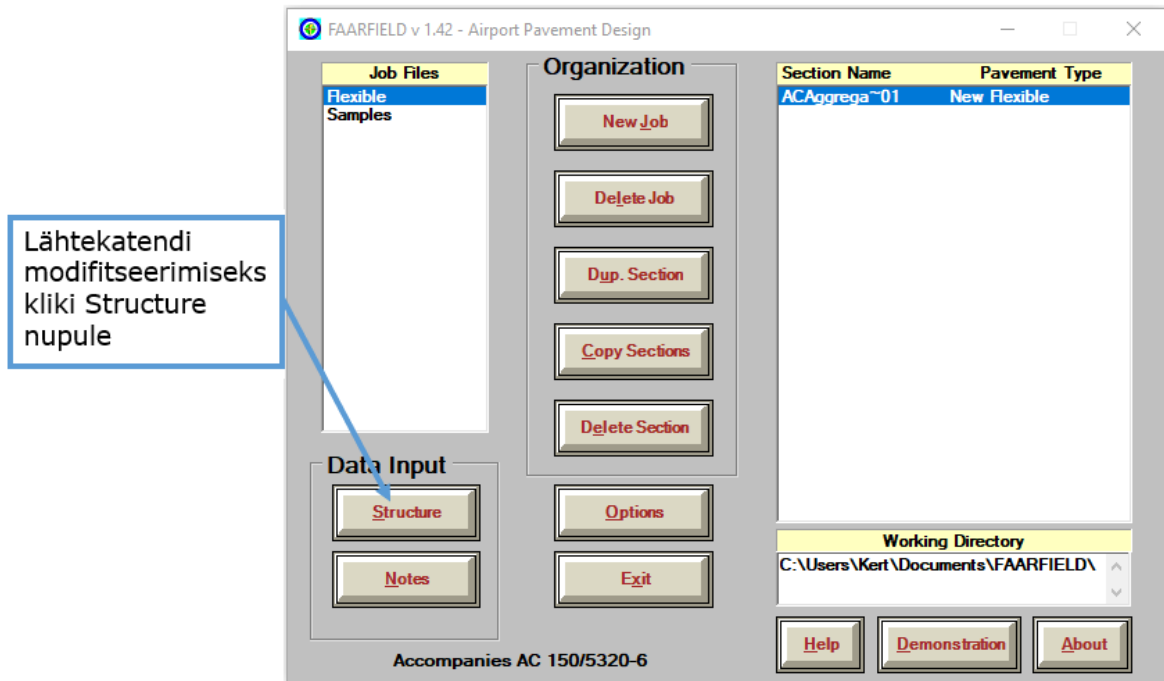 FAARFIELD v 1.42 - Airport Pavement Design
Job Files
Flexible
Samples
Organization
New Job
Delete Job
Dup. Section
Copy Sections
Delete Section
Section Name Pavement Type
ACAggrega~01 New Flexible
Lähtekatendi
modifitseerimiseks
kliki Structure
nupule
Data Input
Structure
Notes
Options
Exit
Working Directory
C:\Users\Kert\Documents\FAARFIELD\
Help
Demonstration
About
Accompanies AC 150/5320-6